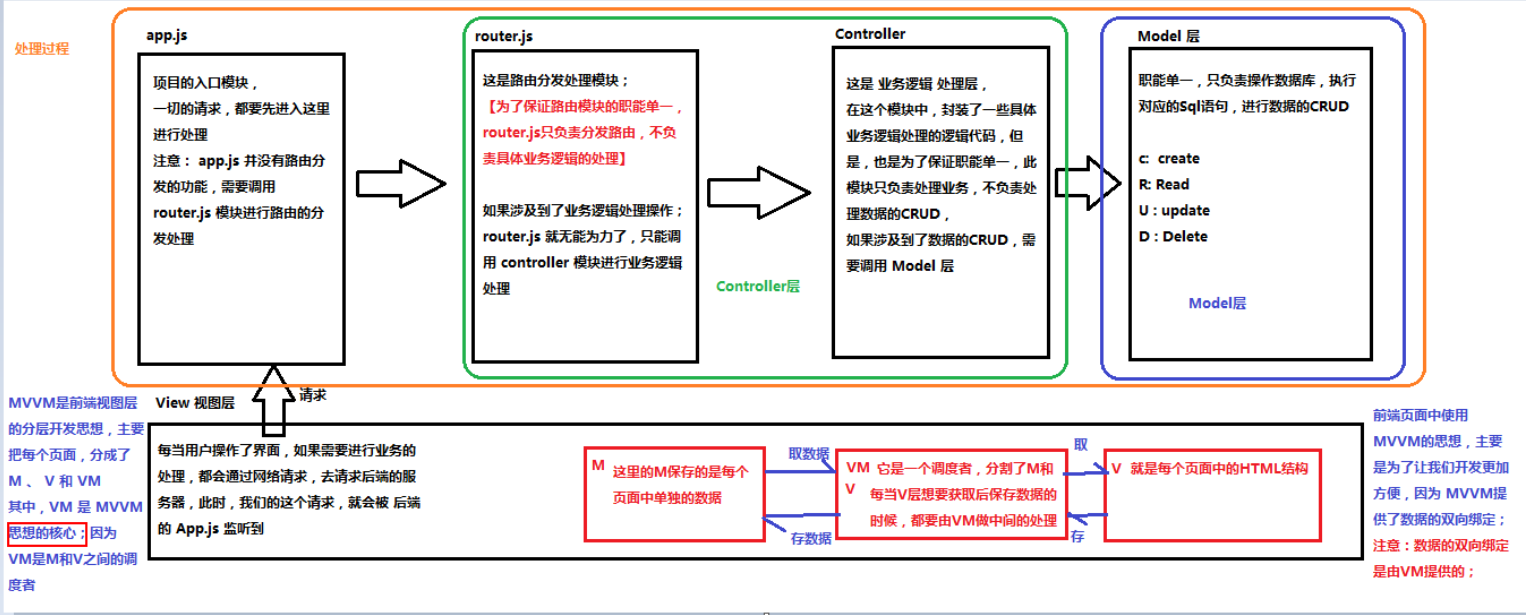 处理过程
app.js
项目的入口模块，
一切的请求，都要先进入这里
进行处理
注意： app.js 并没有路由分
发的功能，需要调用
router.js 模块进行路由的分
发处理
router.js
这是路由分发处理模块；
【为了保证路由模块的职能单一，
router.js只负责分发路由，不负
责具体业务逻辑的处理】
如果涉及到了业务逻辑处理操作；
router.js 就无能为力了，只能调
用 controller 模块进行业务逻辑
处理
Controller层
Controller
这是 业务逻辑 处理层，
在这个模块中，封装了一些具体
业务逻辑处理的逻辑代码，但
是，也是为了保证职能单一，此
模块只负责处理业务，不负责处
理数据的CRUD，
如果涉及到了数据的CRUD，需
要调用 Model 层
Model 层
职能单一，只负责操作数据库，执行
对应的Sql语句，进行数据的CRUD
c: create
R: Read
U : update
D : Delete
Model层
请求
MVVM是前端视图层
的分层开发思想，主要
把每个页面，分成了
M 、 V 和 VM
其中，VM 是 MVVM
思想的核心；因为
VM是M和V之间的调
度者
View 视图层
每当用户操作了界面，如果需要进行业务的
处理，都会通过网络请求，去请求后端的服
务器，此时，我们的这个请求，就会被 后端
的 App.js 监听到
M 这里的M保存的是每个
页面中单独的数据
取数据
存数据
VM 它是一个调度者，分割了M和
V
每当V层想要获取后保存数据的
时候，都要由VM做中间的处理
取
存
V 就是每个页面中的HTML结构
前端页面中使用
MVVM的思想，主要
是为了让我们开发更加
方便，因为 MVVM提
供了数据的双向绑定；
注意：数据的双向绑定
是由VM提供的；